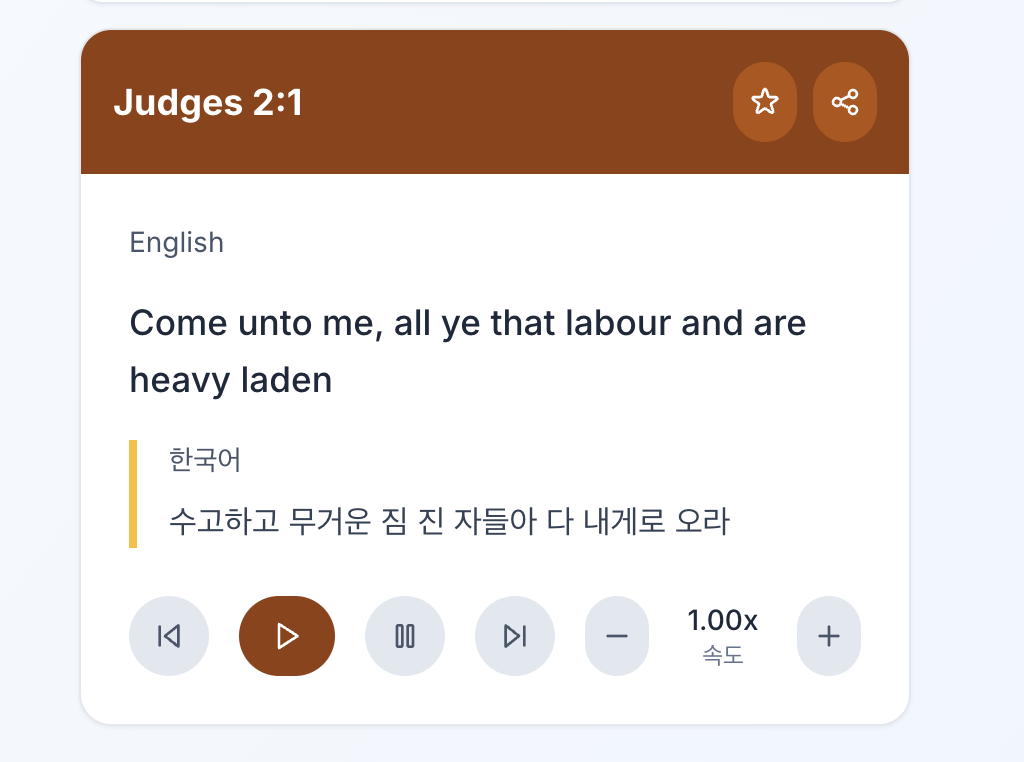 Judges 2:1
English
Come unto me, all ye that labour and are
heavy laden
한국어
수고하고 무거운 짐 진 자들아 다 내게로 오라
1.00x
속도